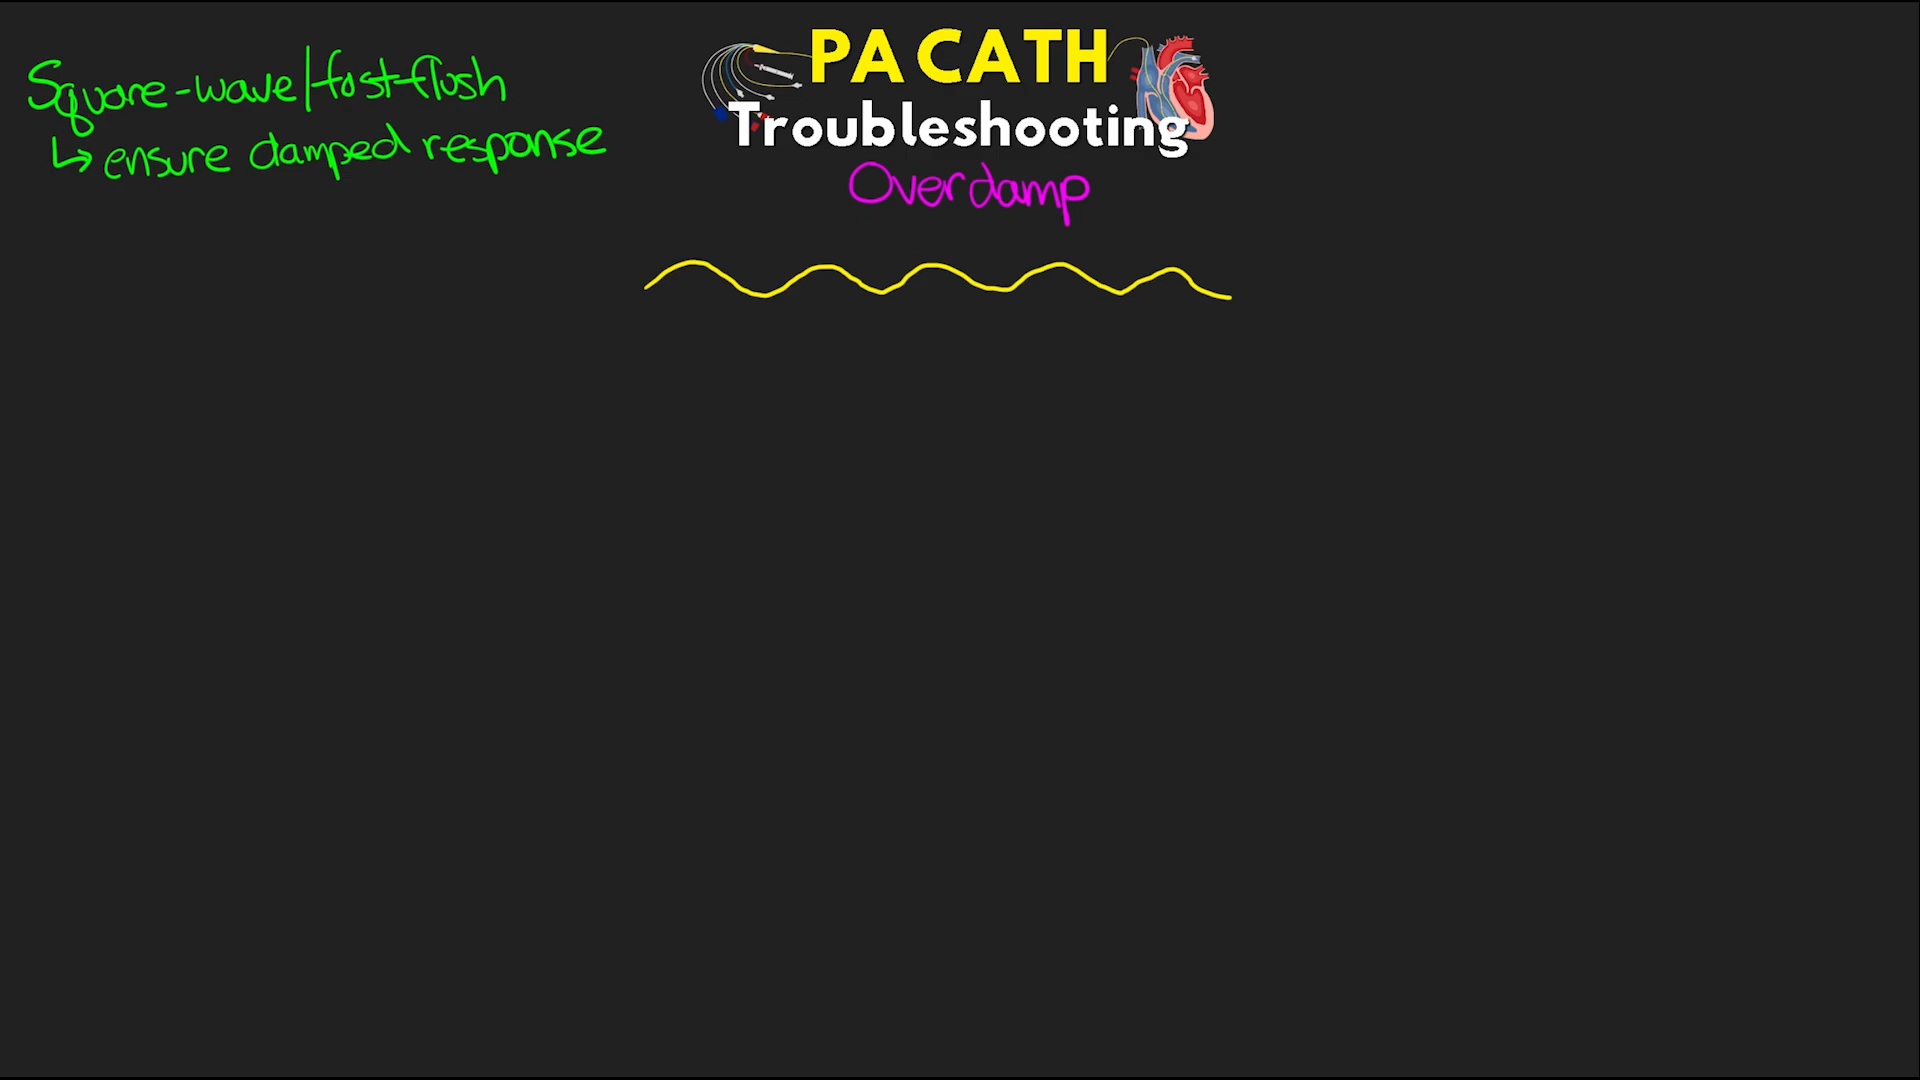 Square-wave/fast-flush
↳ ensure damped response
PA CATH
Troubleshooting
Overdamp